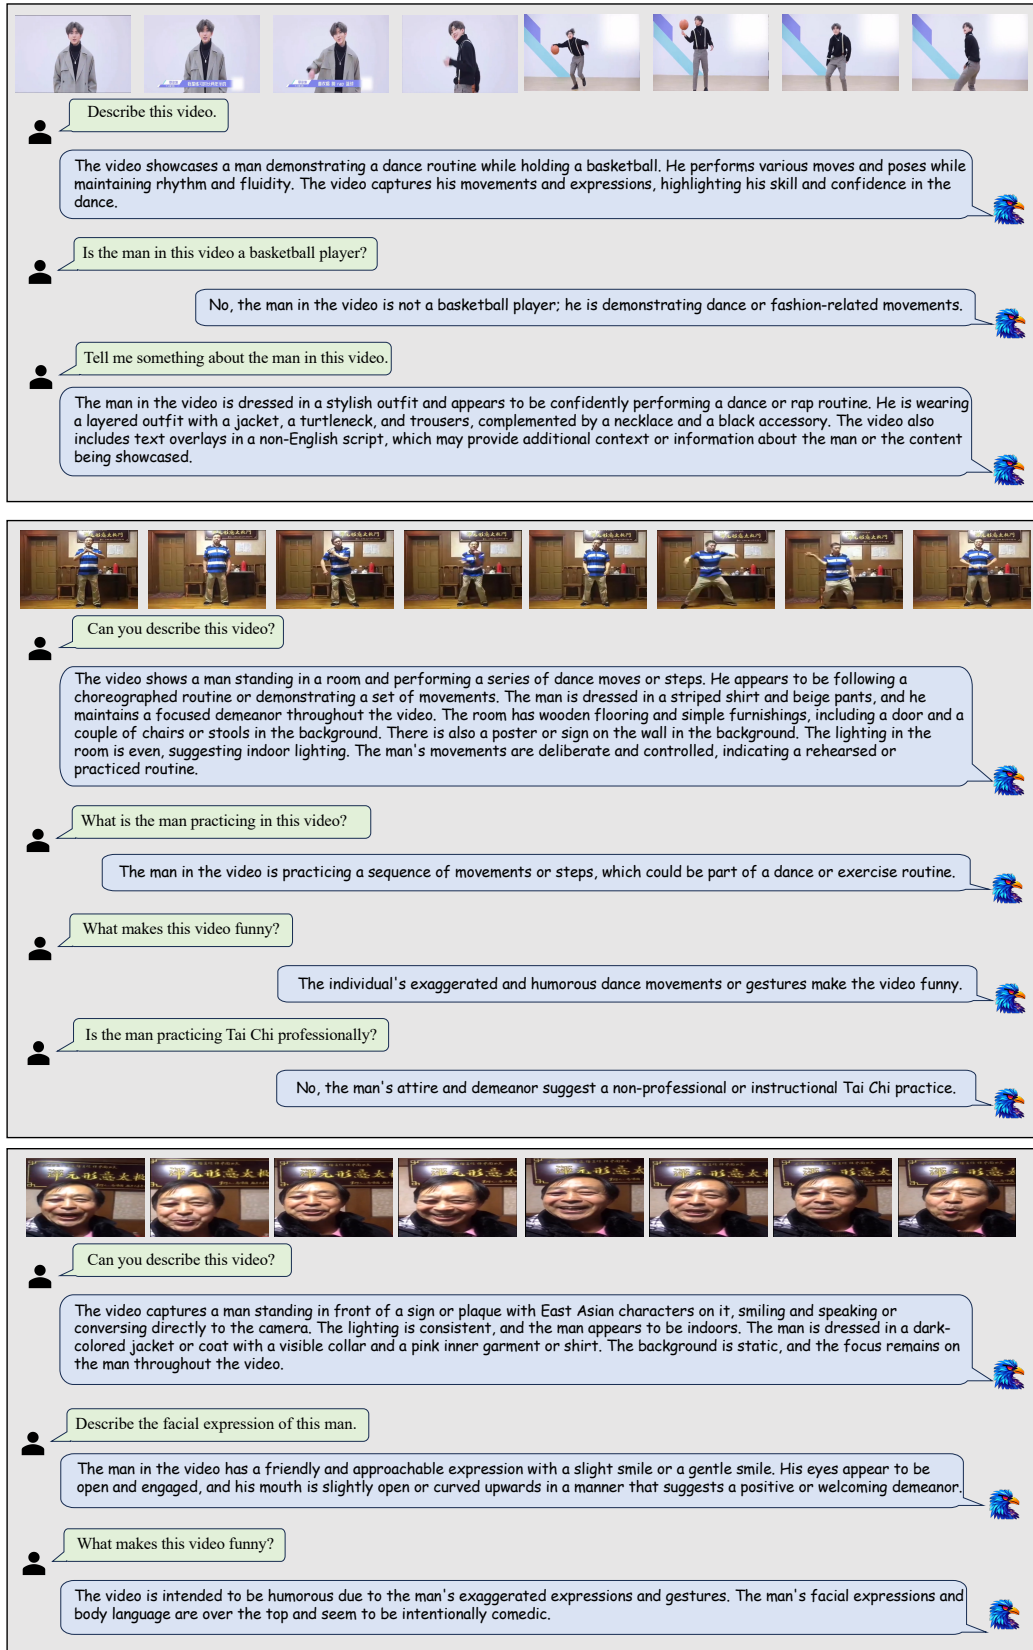 Describe this video.
The video showcases a man demonstrating a dance routine while holding a basketball. He performs various moves and poses while
maintaining rhythm and fluidity. The video captures his movements and expressions, highlighting his skill and confidence in the
dance.
Is the man in this video a basketball player?
No, the man in the video is not a basketball player; he is demonstrating dance or fashion-related movements.
Tell me something about the man in this video.
The man in the video is dressed in a stylish outfit and appears to be confidently performing a dance or rap routine. He is wearing
a layered outfit with a jacket, a turtleneck, and trousers, complemented by a necklace and a black accessory. The video also
includes text overlays in a non-English script, which may provide additional context or information about the man or the content
being showcased.
Can you describe this video?
The video shows a man standing in a room and performing a series of dance moves or steps. He appears to be following a
choreographed routine or demonstrating a set of movements. The man is dressed in a striped shirt and beige pants, and he
maintains a focused demeanor throughout the video. The room has wooden flooring and simple furnishings, including a door and a
couple of chairs or stools in the background. There is also a poster or sign on the wall in the background. The lighting in the
room is even, suggesting indoor lighting. The man's movements are deliberate and controlled, indicating a rehearsed or
practiced routine.
What is the man practicing in this video?
The man in the video is practicing a sequence of movements or steps, which could be part of a dance or exercise routine.
What makes this video funny?
The individual's exaggerated and humorous dance movements or gestures make the video funny.
Is the man practicing Tai Chi professionally?
No, the man's attire and demeanor suggest a non-professional or instructional Tai Chi practice.
Can you describe this video?
The video captures a man standing in front of a sign or plaque with East Asian characters on it, smiling and speaking or
conversing directly to the camera. The lighting is consistent, and the man appears to be indoors. The man is dressed in a dark-
colored jacket or coat with a visible collar and a pink inner garment or shirt. The background is static, and the focus remains on
the man throughout the video.
Describe the facial expression of this man.
The man in the video has a friendly and approachable expression with a slight smile or a gentle smile. His eyes appear to be
open and engaged, and his mouth is slightly open or curved upwards in a manner that suggests a positive or welcoming demeanor.
What makes this video funny?
The video is intended to be humorous due to the man's exaggerated expressions and gestures. The man's facial expressions and
body language are over the top and seem to be intentionally comedic.